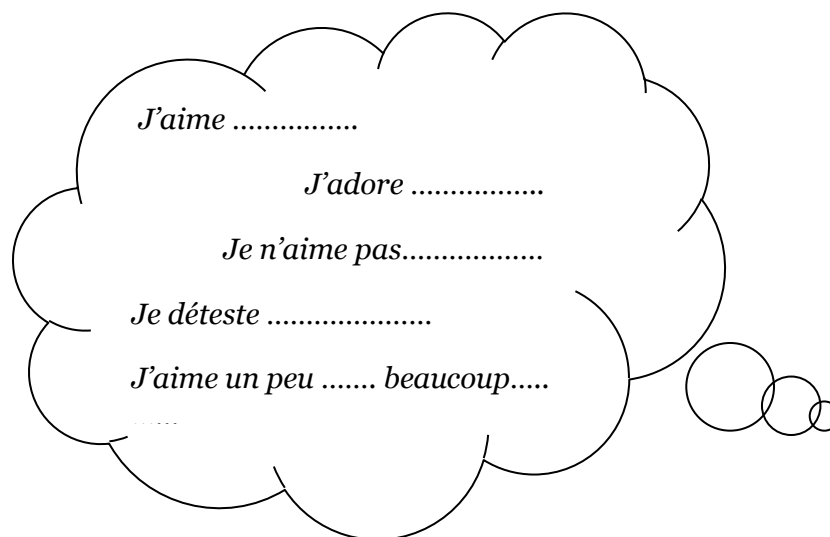 J’aime ................
J’adore .................
Je n’aime pas..................
Je déteste .....................
J’aime un peu ....... beaucoup.....
......